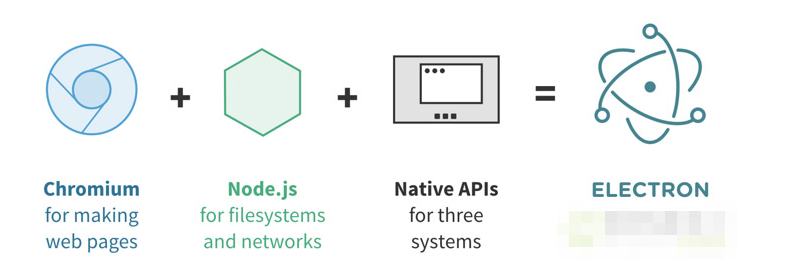 + + =
Chromium
for making
web pages
Node.js
for filesystems
and networks
Native APIs
for three
systems
ELECTRON